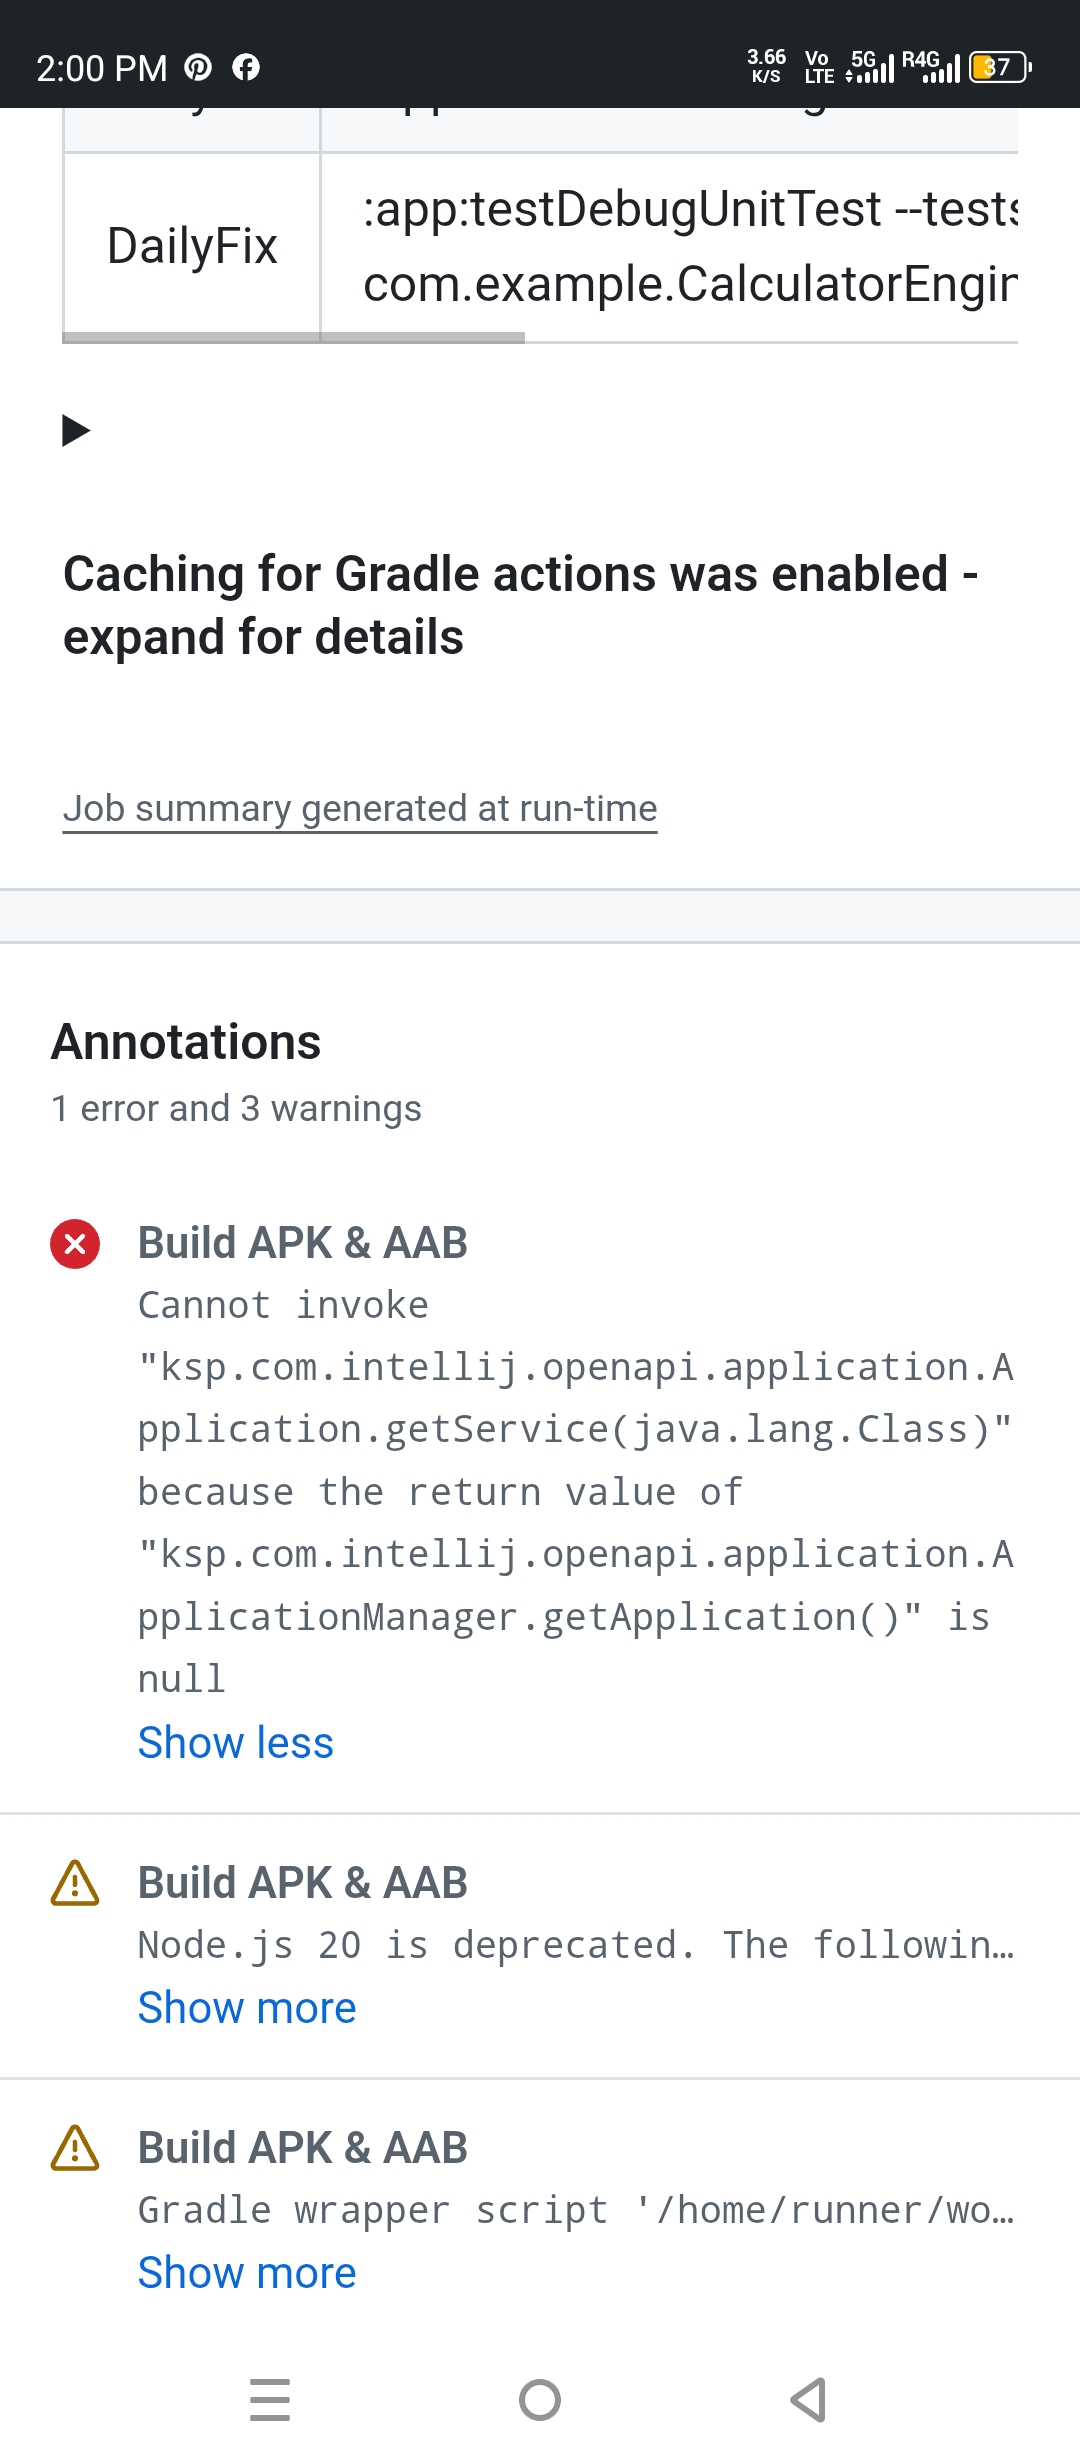 2:00 PM
3.66 K/S Vo LTE 5G R4G 37
DailyFix
:app:testDebugUnitTest --tests
com.example.CalculatorEngin
Caching for Gradle actions was enabled -
expand for details
Job summary generated at run-time
Annotations
1 error and 3 warnings
Build APK & AAB
Cannot invoke
"ksp.com.intellij.openapi.application.A
pplication.getService(java.lang.Class)"
because the return value of
"ksp.com.intellij.openapi.application.A
pplicationManager.getApplication()" is
null
Show less
Build APK & AAB
Node.js 20 is deprecated. The followin…
Show more
Build APK & AAB
Gradle wrapper script '/home/runner/wo…
Show more